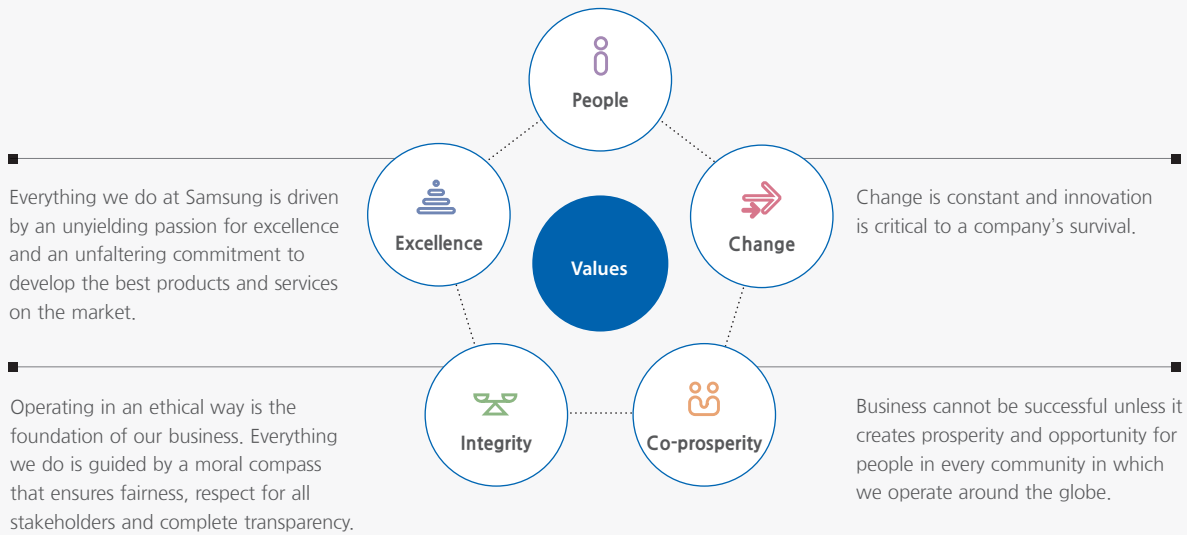 People
Everything we do at Samsung is driven
by an unyielding passion for excellence
and an unfaltering commitment to
develop the best products and services
on the market.
Excellence
Values
Change
Change is constant and innovation
is critical to a company's survival.
Operating in an ethical way is the
foundation of our business. Everything
we do is guided by a moral compass
that ensures fairness, respect for all
stakeholders and complete transparency.
Integrity
Co-prosperity
Business cannot be successful unless it
creates prosperity and opportunity for
people in every community in which
we operate around the globe.